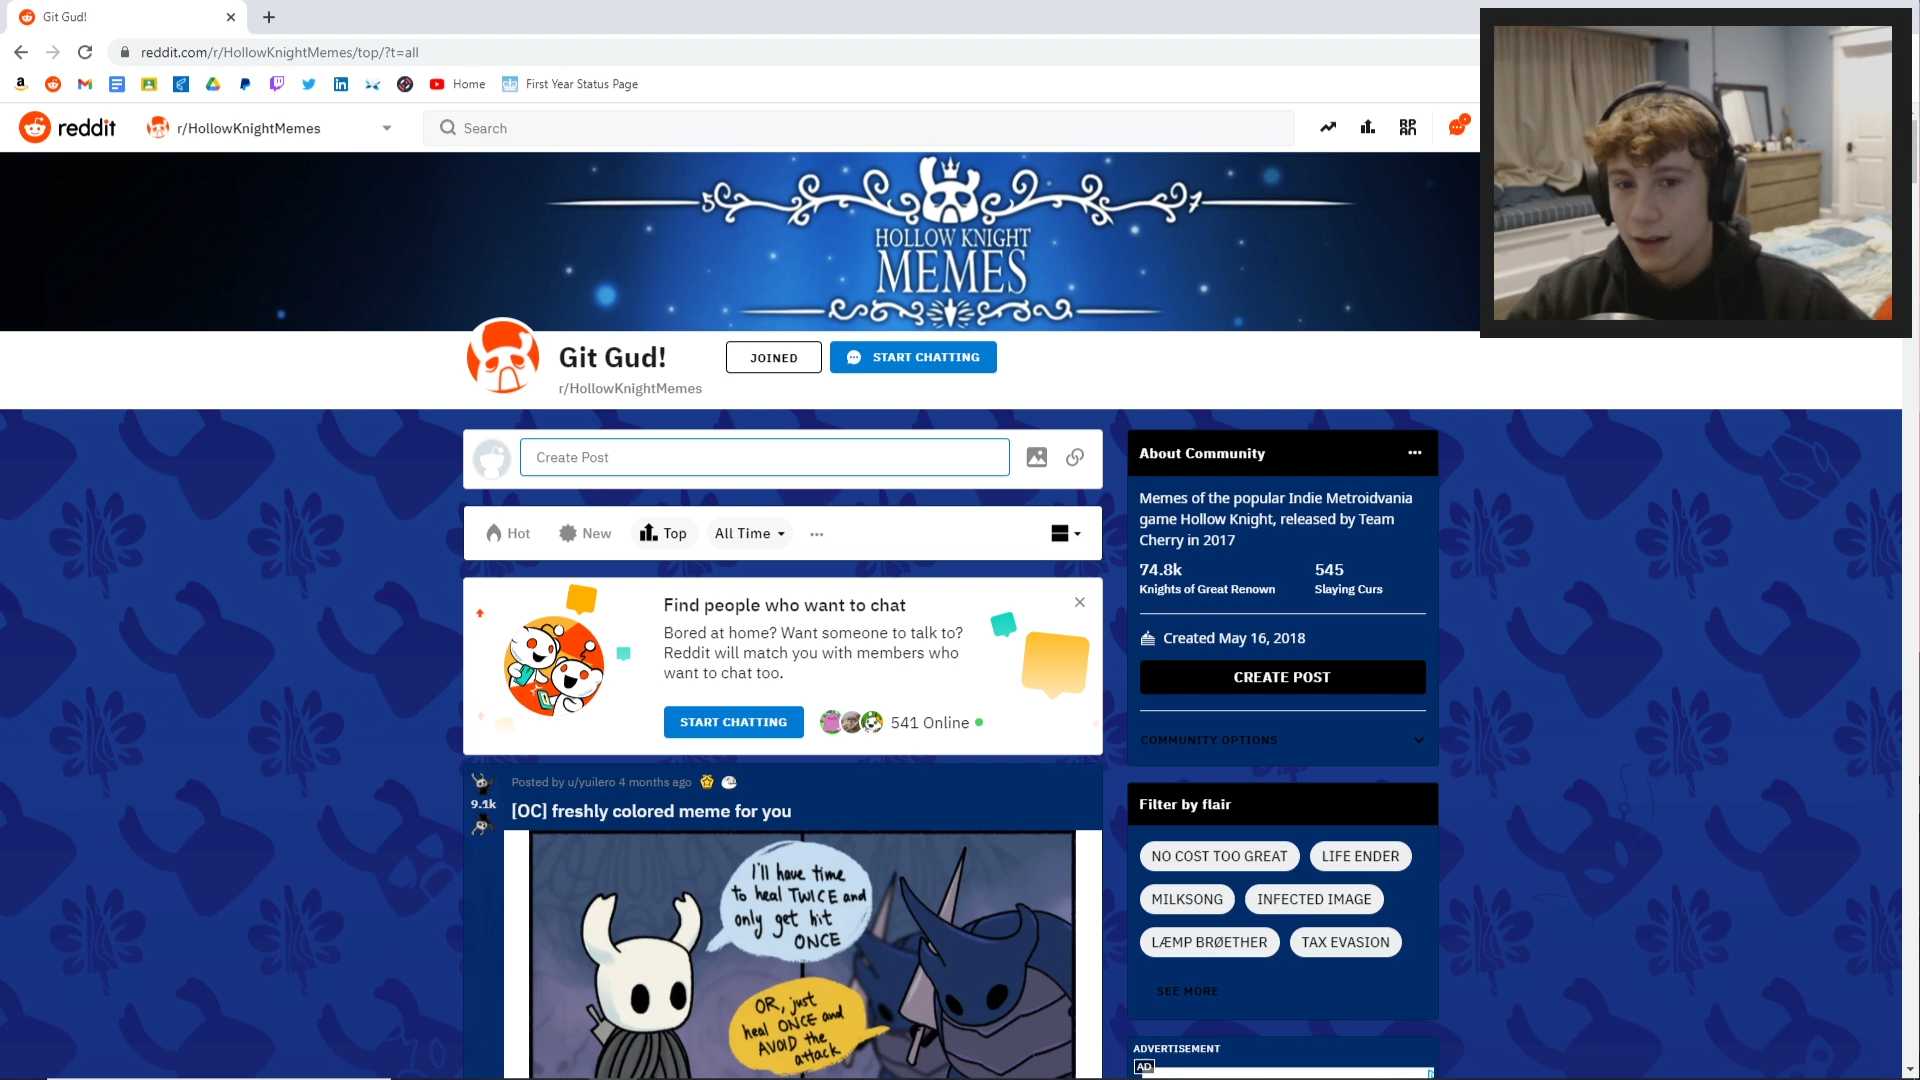 Git Gud!
reddit.com/r/HollowKnightMemes/top/?t=all
Home
First Year Status Page
reddit
r/HollowKnightMemes
Search
RPAN
HOLLOW KNIGHT
MEMES
Git Gud!
JOINED
START CHATTING
r/HollowKnightMemes
Create Post
Hot
New
Top
All Time
Find people who want to chat
Bored at home? Want someone to talk to?
Reddit will match you with members who
want to chat too.
START CHATTING
541 Online
Posted by u/yuilero 4 months ago
9.1k
[OC] freshly colored meme for you
I'll have time
to heal TWICE and
only get hit
ONCE
OR, just
heal ONCE and
AVOID the
attack
About Community
Memes of the popular Indie Metroidvania
game Hollow Knight, released by Team
Cherry in 2017
74.8k
545
Knights of Great Renown
Slaying Curs
Created May 16, 2018
CREATE POST
COMMUNITY OPTIONS
Filter by flair
NO COST TOO GREAT
LIFE ENDER
MILKSONG
INFECTED IMAGE
LÆMP BRØETHER
TAX EVASION
SEE MORE
ADVERTISEMENT
AD